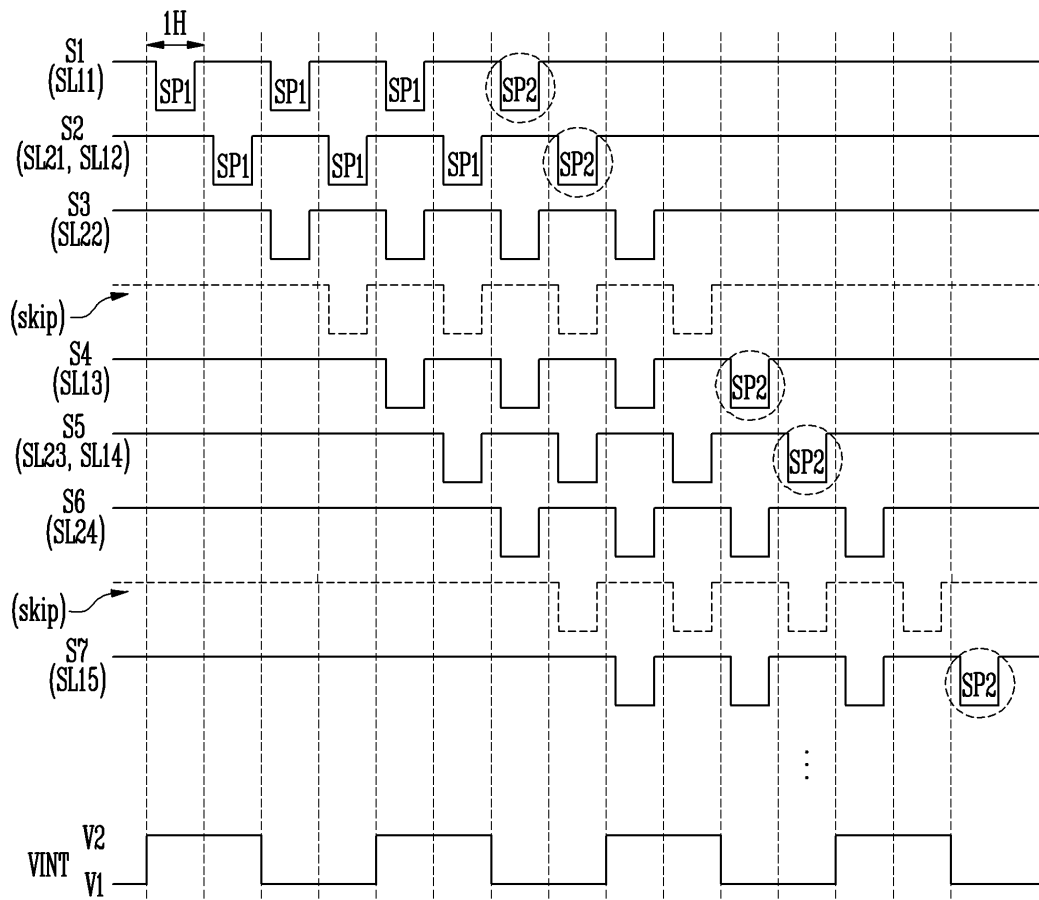 1H
S1
(SL11)
SP1 SP1 SP1 SP2
S2
(SL21, SL12)
SP1 SP1 SP1 SP2
S3
(SL22)
(skip)
S4
(SL13)
SP2
S5
(SL23, SL14)
SP2
S6
(SL24)
(skip)
S7
(SL15)
SP2
V2
VINT
V1